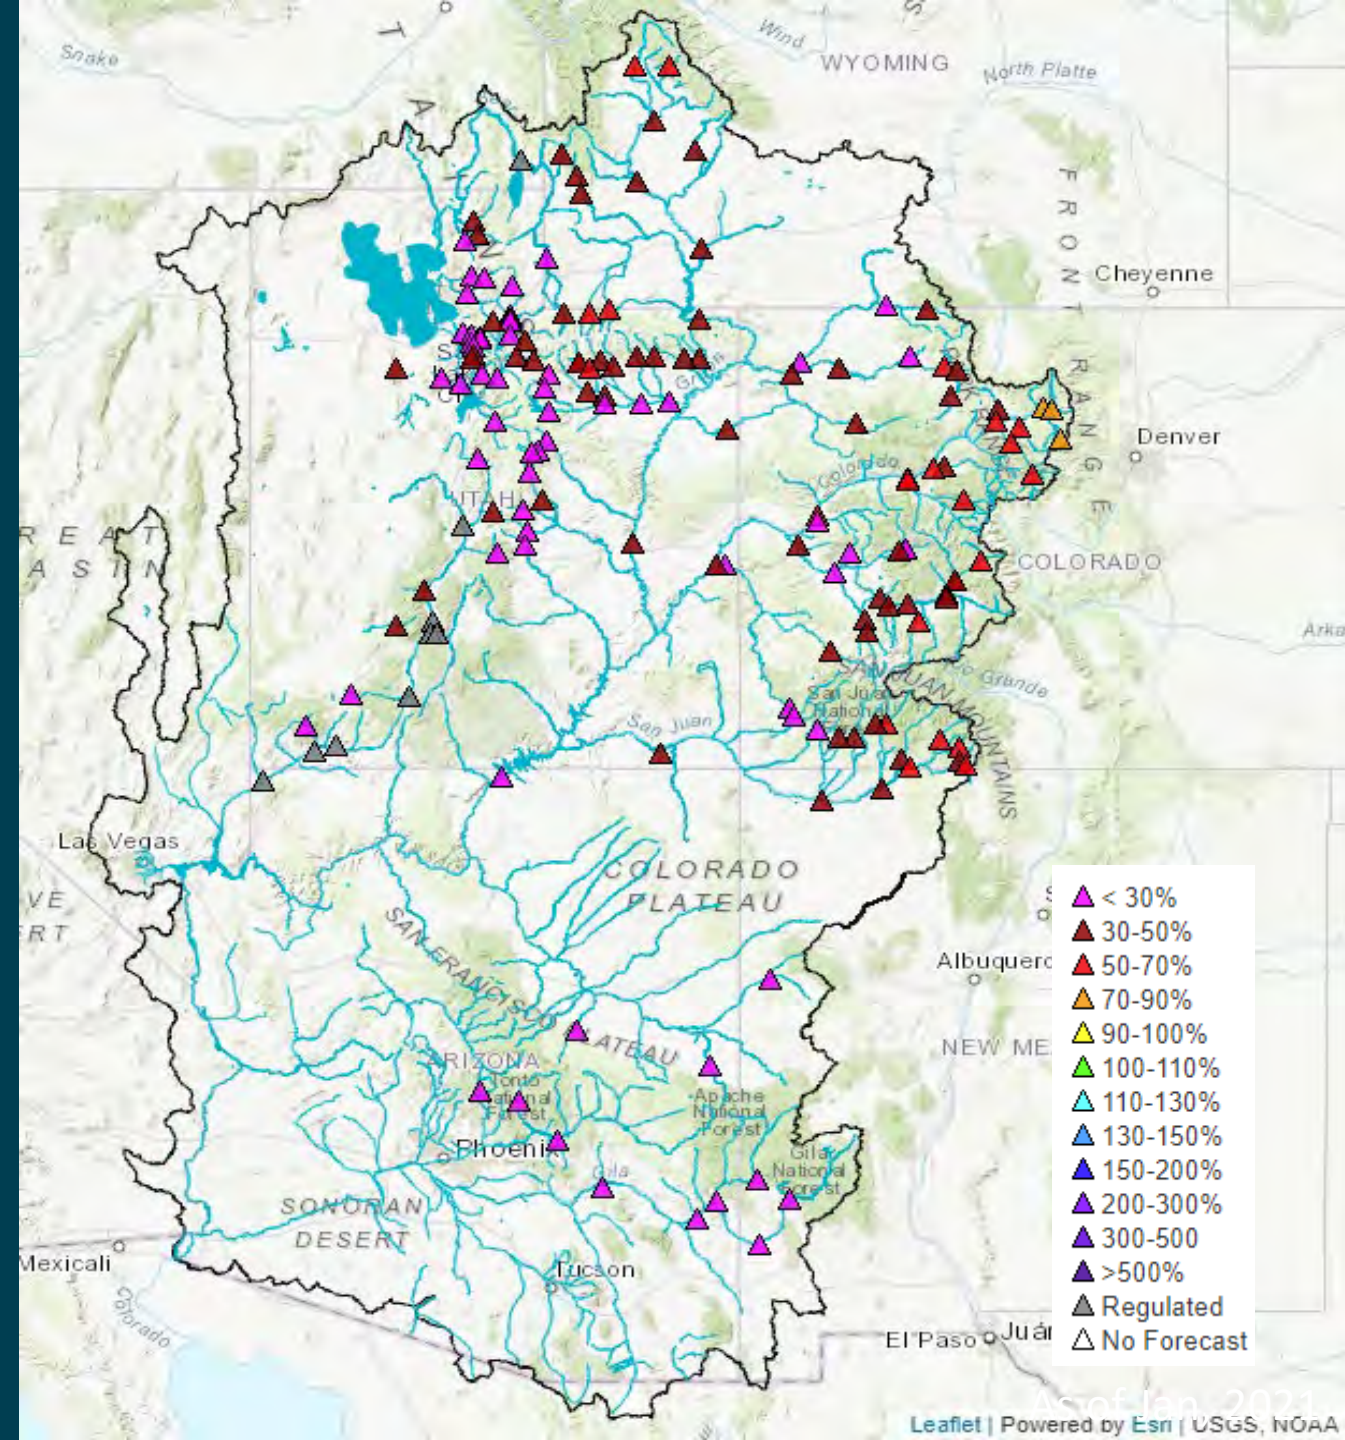 Snake
Wind
WYOMING
North Platte
FRONT
Cheyenne
RANGE
Green
Denver
Colorado
UTAH
COLORADO
Arka
Rio Grande
SAN JUAN MOUNTAINS
San Juan
National
San Juan
Las Vegas
COLORADO
PLATEAU
SAN FRANCISCO PLATEAU
Albuquerq
NEW ME
ARIZONA
Tonto
National
Forest
Apache
National
Forest
Phoenix
Gila
Gila
National
Forest
SONORAN
DESERT
Mexicali
Tucson
Colorado
El Paso
Juár
< 30%
30-50%
50-70%
70-90%
90-100%
100-110%
110-130%
130-150%
150-200%
200-300%
300-500
>500%
Regulated
No Forecast
As of Jan, 2021
Leaflet | Powered by Esri | USGS, NOAA